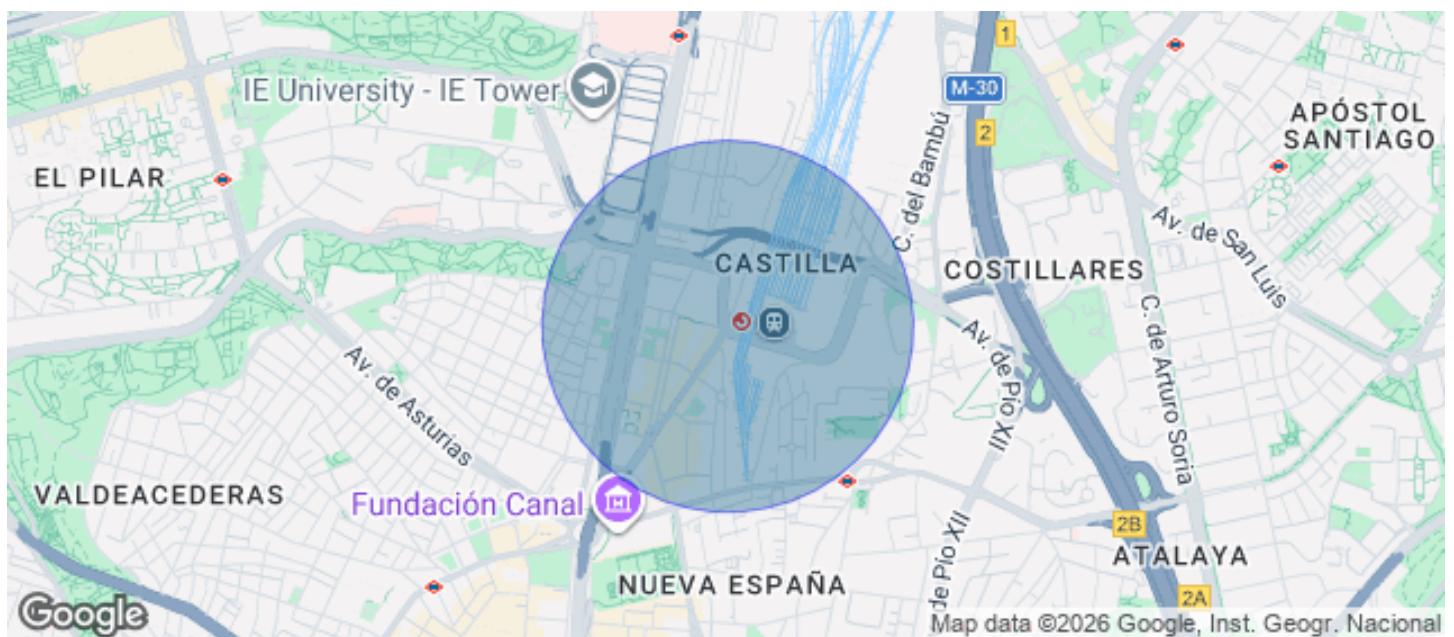 1
IE University - IE Tower
M-30
APÓSTOL
SANTIAGO
2
EL PILAR
C. del Bambú
Av. de San Luis
CASTILLA
COSTILLARES
C. de Arturo Soria
Av. de Asturias
Av. de Pío XII
VALDEACEDERAS
Fundación Canal
2B
ATALAYA
NUEVA ESPAÑA
de Pío XII
2A
Google
Map data ©2026 Google, Inst. Geogr. Nacional